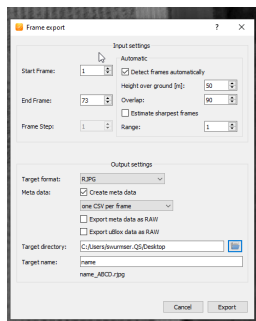 Frame export
? ×
Input settings
Automatic
Start Frame: 1
Detect frames automatically
Height over ground [m]: 50
End Frame: 73
Overlap: 90
Estimate sharpest frames
Frame Step: 1
Range: 1
Output settings
Target format: RJPG
Meta data: Create meta data
one CSV per frame
Export meta data as RAW
Export uBlox data as RAW
Target directory: C:/Users/swurmser.QS/Desktop
Target name: name
name_ABCD.rjpg
Cancel Export